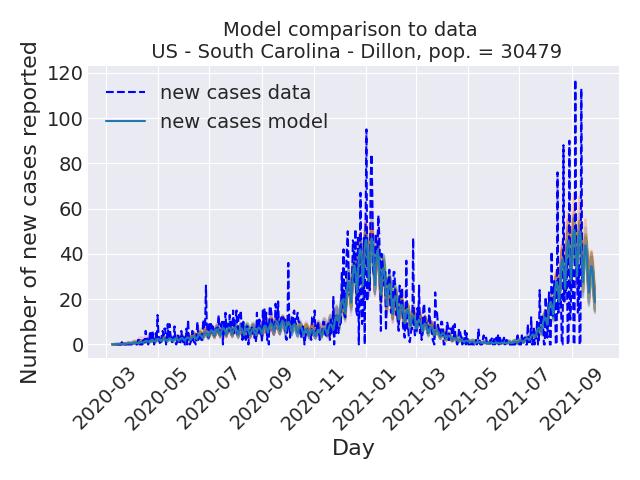 Model comparison to data
US - South Carolina - Dillon, pop. = 30479
Number of new cases reported
120
100
80
60
40
20
0
new cases data
new cases model
2020-03
2020-05
2020-07
2020-09
2020-11
2021-01
2021-03
2021-05
2021-07
2021-09
Day